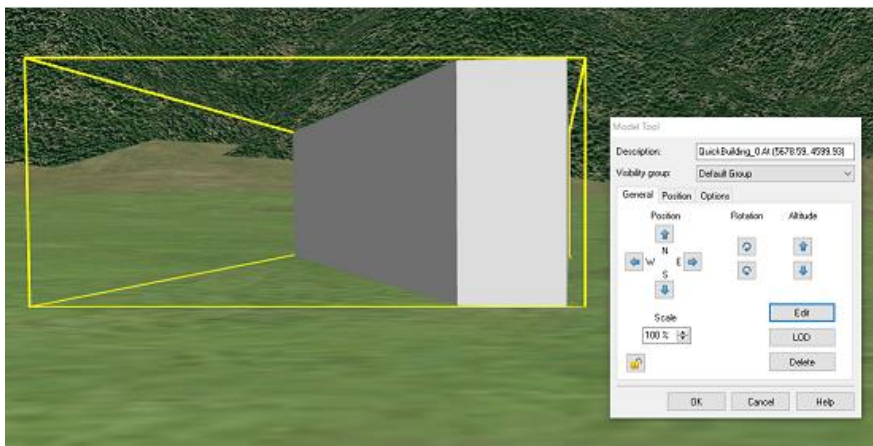 Model Tool
Description: QuickBuilding_0 At (5678.59, 4599.93)
Visibility group: Default Group
General Position Options
Position Rotation Altitude
N
W E
S
Scale
100 %
Edit
LOD
Delete
OK Cancel Help